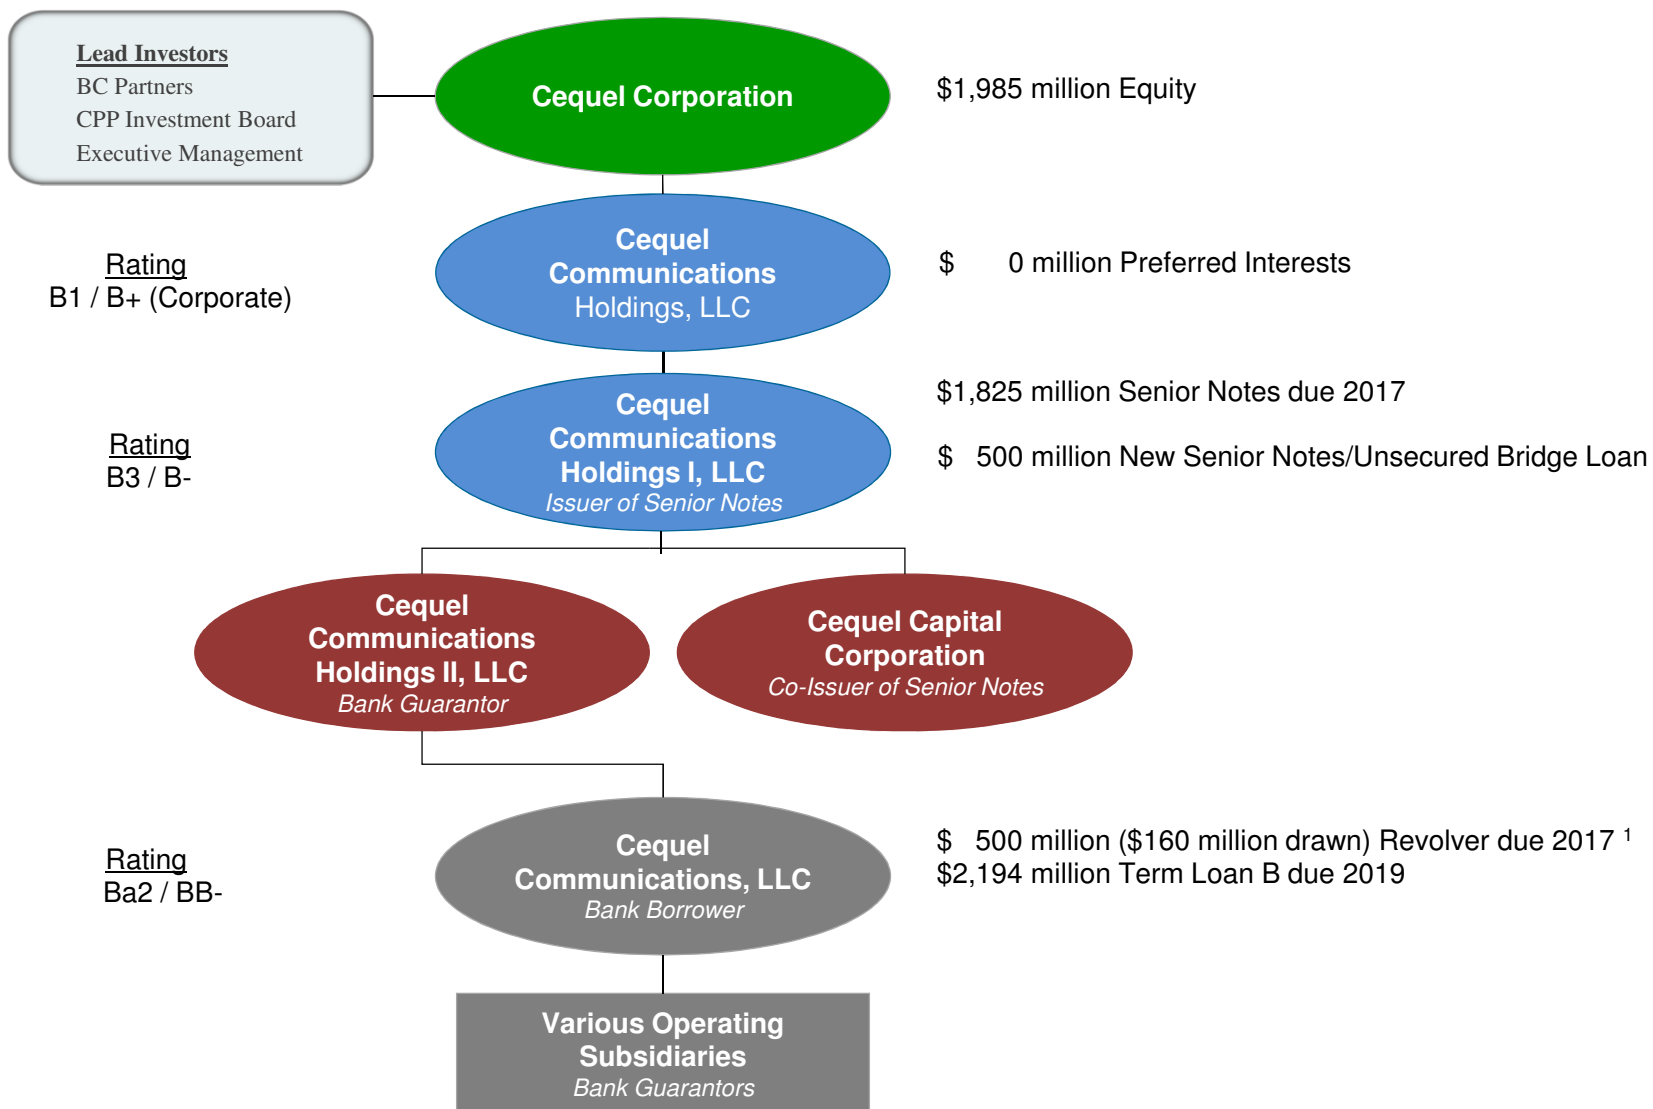 Lead Investors
BC Partners
CPP Investment Board
Executive Management
Cequel Corporation
$1,985 million Equity
Rating
B1 / B+ (Corporate)
Cequel
Communications
Holdings, LLC
$ 0 million Preferred Interests
Rating
B3 / B-
Cequel
Communications
Holdings I, LLC
Issuer of Senior Notes
$1,825 million Senior Notes due 2017
$ 500 million New Senior Notes/Unsecured Bridge Loan
Cequel
Communications
Holdings II, LLC
Bank Guarantor
Cequel Capital
Corporation
Co-Issuer of Senior Notes
Rating
Ba2 / BB-
Cequel
Communications, LLC
Bank Borrower
$ 500 million ($160 million drawn) Revolver due 2017 ¹
$2,194 million Term Loan B due 2019
Various Operating
Subsidiaries
Bank Guarantors